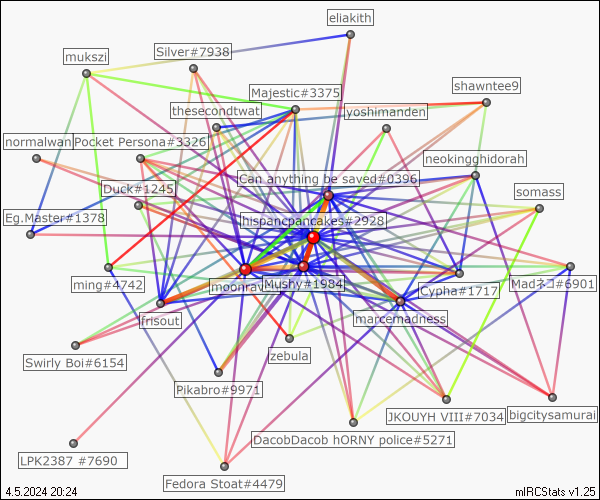 eliakith
mukszi
Silver#7938
Majestic#3375
shawntee9
thesecondtwat
yoshimanden
normalwan
Pocket Persona#3326
neokingghidorah
Can anything be saved#0396
Duck#1245
somass
Eg.Master#1378
hispancpancakes#2928
ming#4742
moonrav
Mushy#1984
Cypha#1717
Madネコ#6901
frisout
marcemadness
zebula
Swirly Boi#6154
Pikabro#9971
JKOUYH VIII#7034
bigcitysamurai
DacobDacob hORNY police#5271
LPK2387 #7690
Fedora Stoat#4479
4.5.2024 20:24
mIRCStats v1.25